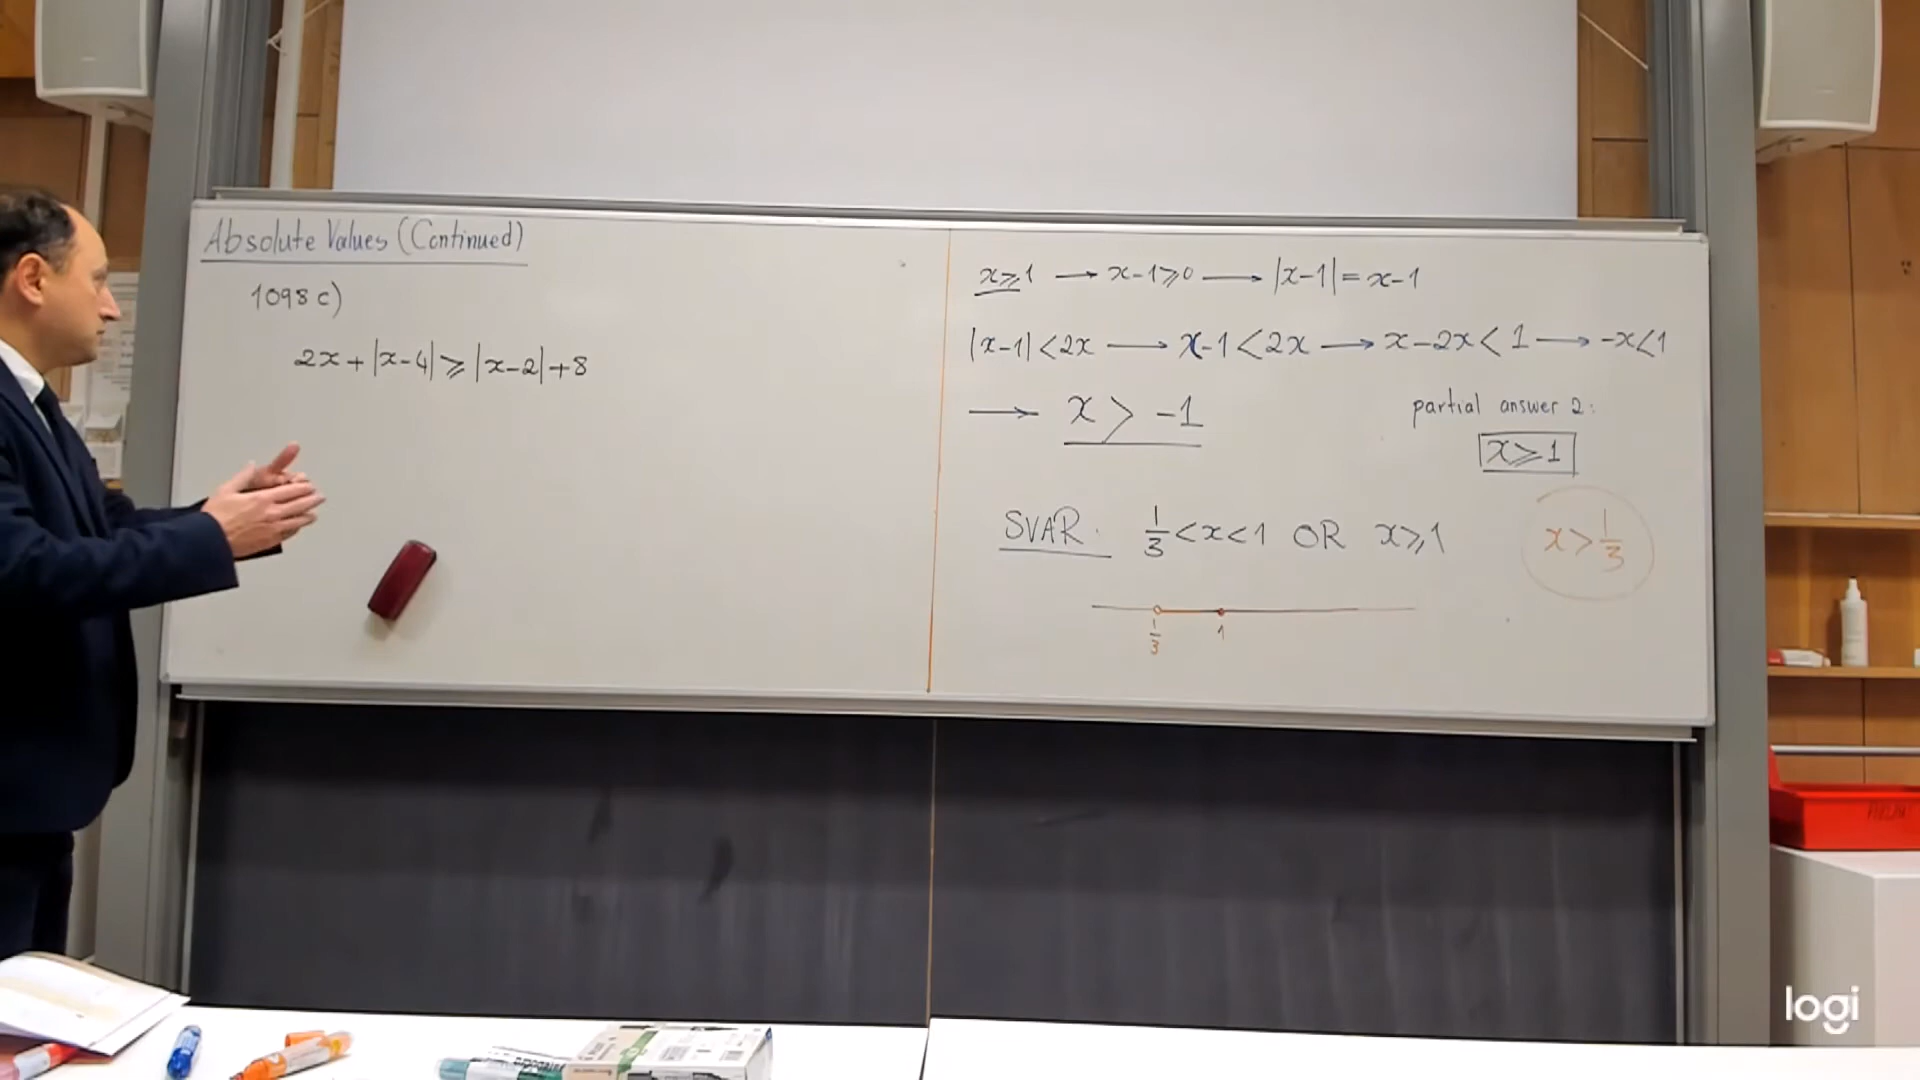 Absolute Values (Continued)
1098 c)
2x + |x-4| ⩾ |x-2| + 8
x ⩾ 1 → x-1 ⩾ 0 → |x-1| = x-1
|x-1| < 2x → x-1 < 2x → x-2x < 1 → -x < 1
→ x > -1
partial answer 2:
x ⩾ 1
SVAR: 1/3 < x < 1 OR x ⩾ 1
x > 1/3
1/3 1
logi